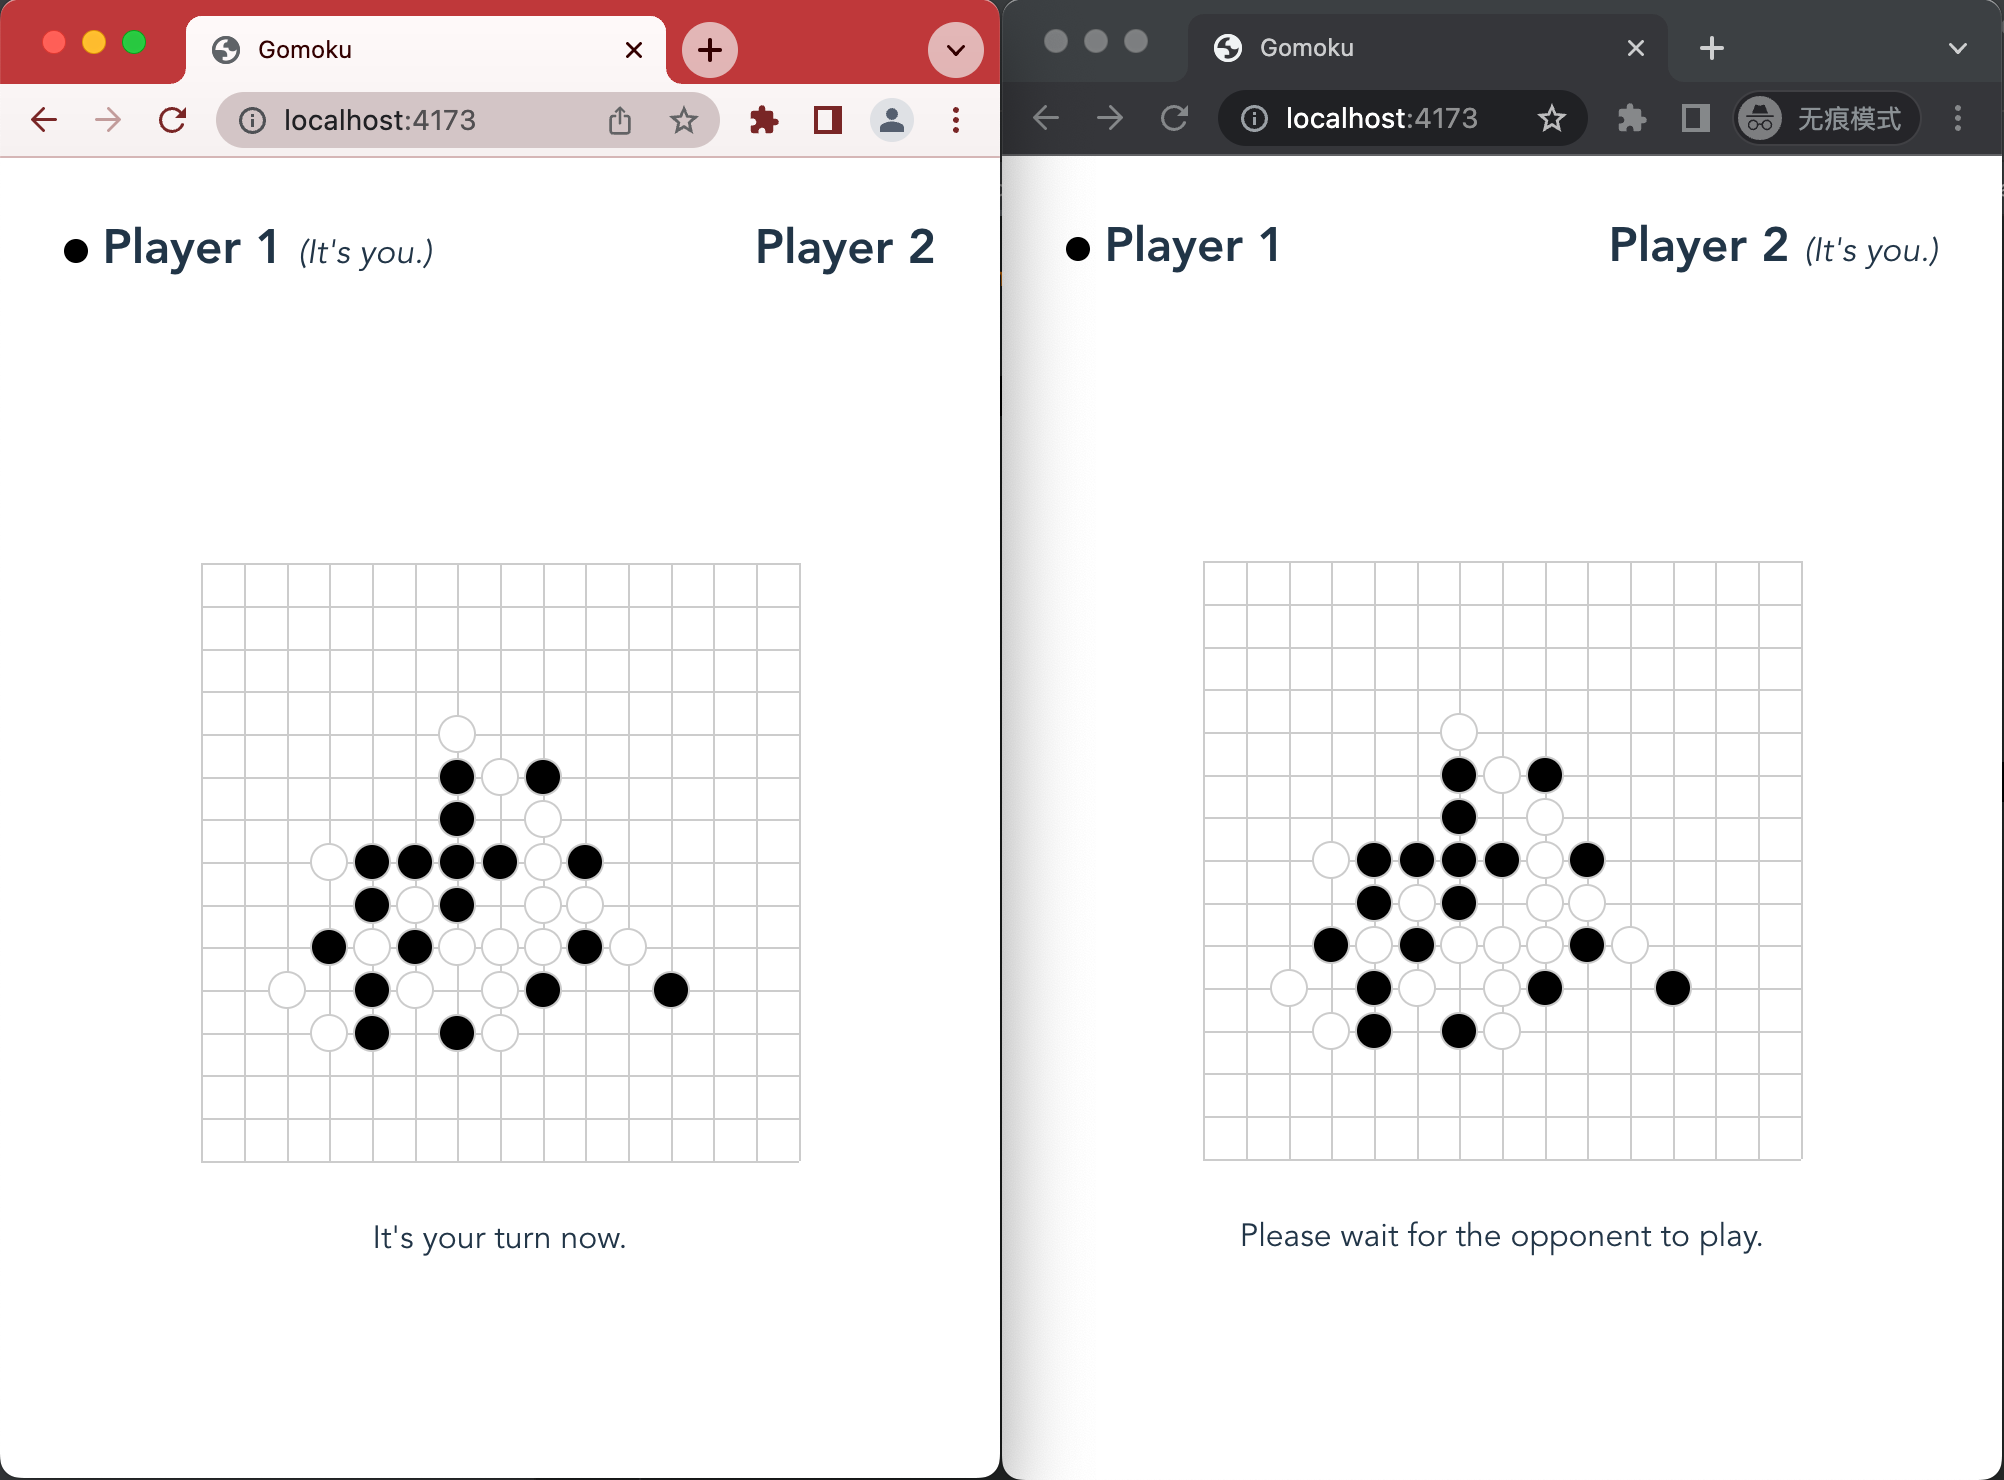 Gomoku
localhost:4173
Player 1 (It's you.)
Player 2
It's your turn now.
Gomoku
localhost:4173
无痕模式
Player 1
Player 2 (It's you.)
Please wait for the opponent to play.